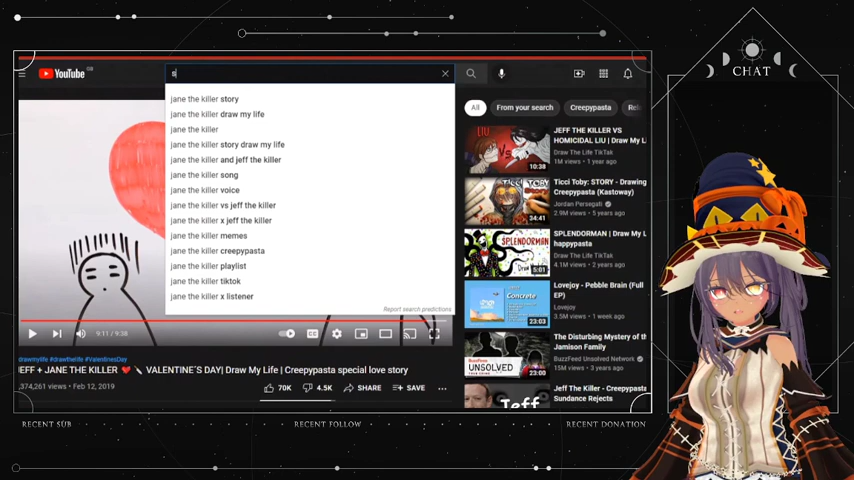 YouTube GB
s
jane the killer story
jane the killer draw my life
jane the killer
jane the killer story draw my life
jane the killer and jeff the killer
jane the killer song
jane the killer voice
jane the killer vs jeff the killer
jane the killer x jeff the killer
jane the killer memes
jane the killer creepypasta
jane the killer playlist
jane the killer tiktok
jane the killer x listener
Report search predictions
9:11 / 9:38
#drawmylife #drawthelife #ValentinesDay
JEFF + JANE THE KILLER ❤️ 🔪 VALENTINE´S DAY| Draw My Life | Creepypasta special love story
,374,261 views • Feb 12, 2019
70K
4.5K
SHARE
SAVE
All
From your search
Creepypasta
Rel
LIU
Vs
10:38
JEFF THE KILLER VS
HOMICIDAL LIU | Draw My L
Draw The Life TikTak
1M views • 1 year ago
TICCI TOBY
34:41
Ticci Toby: STORY - Drawing
Creepypasta (Kastoway)
Jordan Persegati
2.9M views • 5 years ago
SPLENDORMAN
5:01
SPLENDORMAN | Draw My L
happypasta
Draw The Life TikTak
4.1M views • 2 years ago
Concrete
23:03
Lovejoy - Pebble Brain (Full
EP)
Lovejoy
3.5M views • 1 week ago
BuzzFeed
UNSOLVED
23:00
The Disturbing Mystery of th
Jamison Family
BuzzFeed Unsolved Network
15M views • 3 years ago
Jeff
Jeff The Killer - Creepypasta
Sundance Rejects
CHAT
RECENT SUB
RECENT FOLLOW
RECENT DONATION